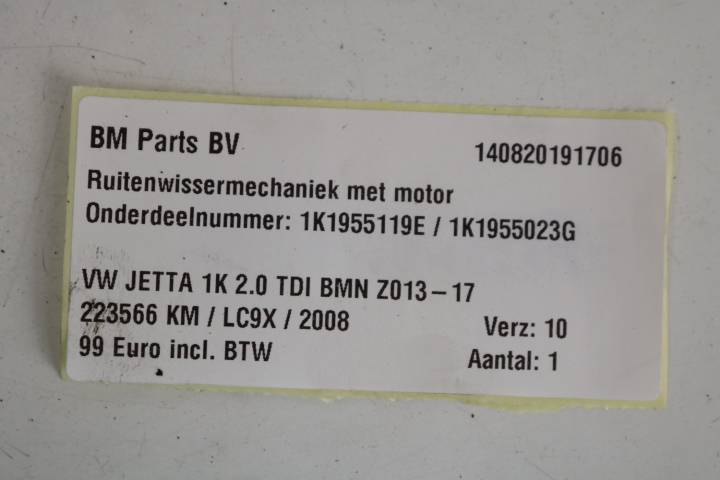 BM Parts BV 140820191706
Ruitenwissermechaniek met motor
Onderdeelnummer: 1K1955119E / 1K1955023G
VW JETTA 1K 2.0 TDI BMN Z013-17
223566 KM / LC9X / 2008 Verz: 10
99 Euro incl. BTW Aantal: 1